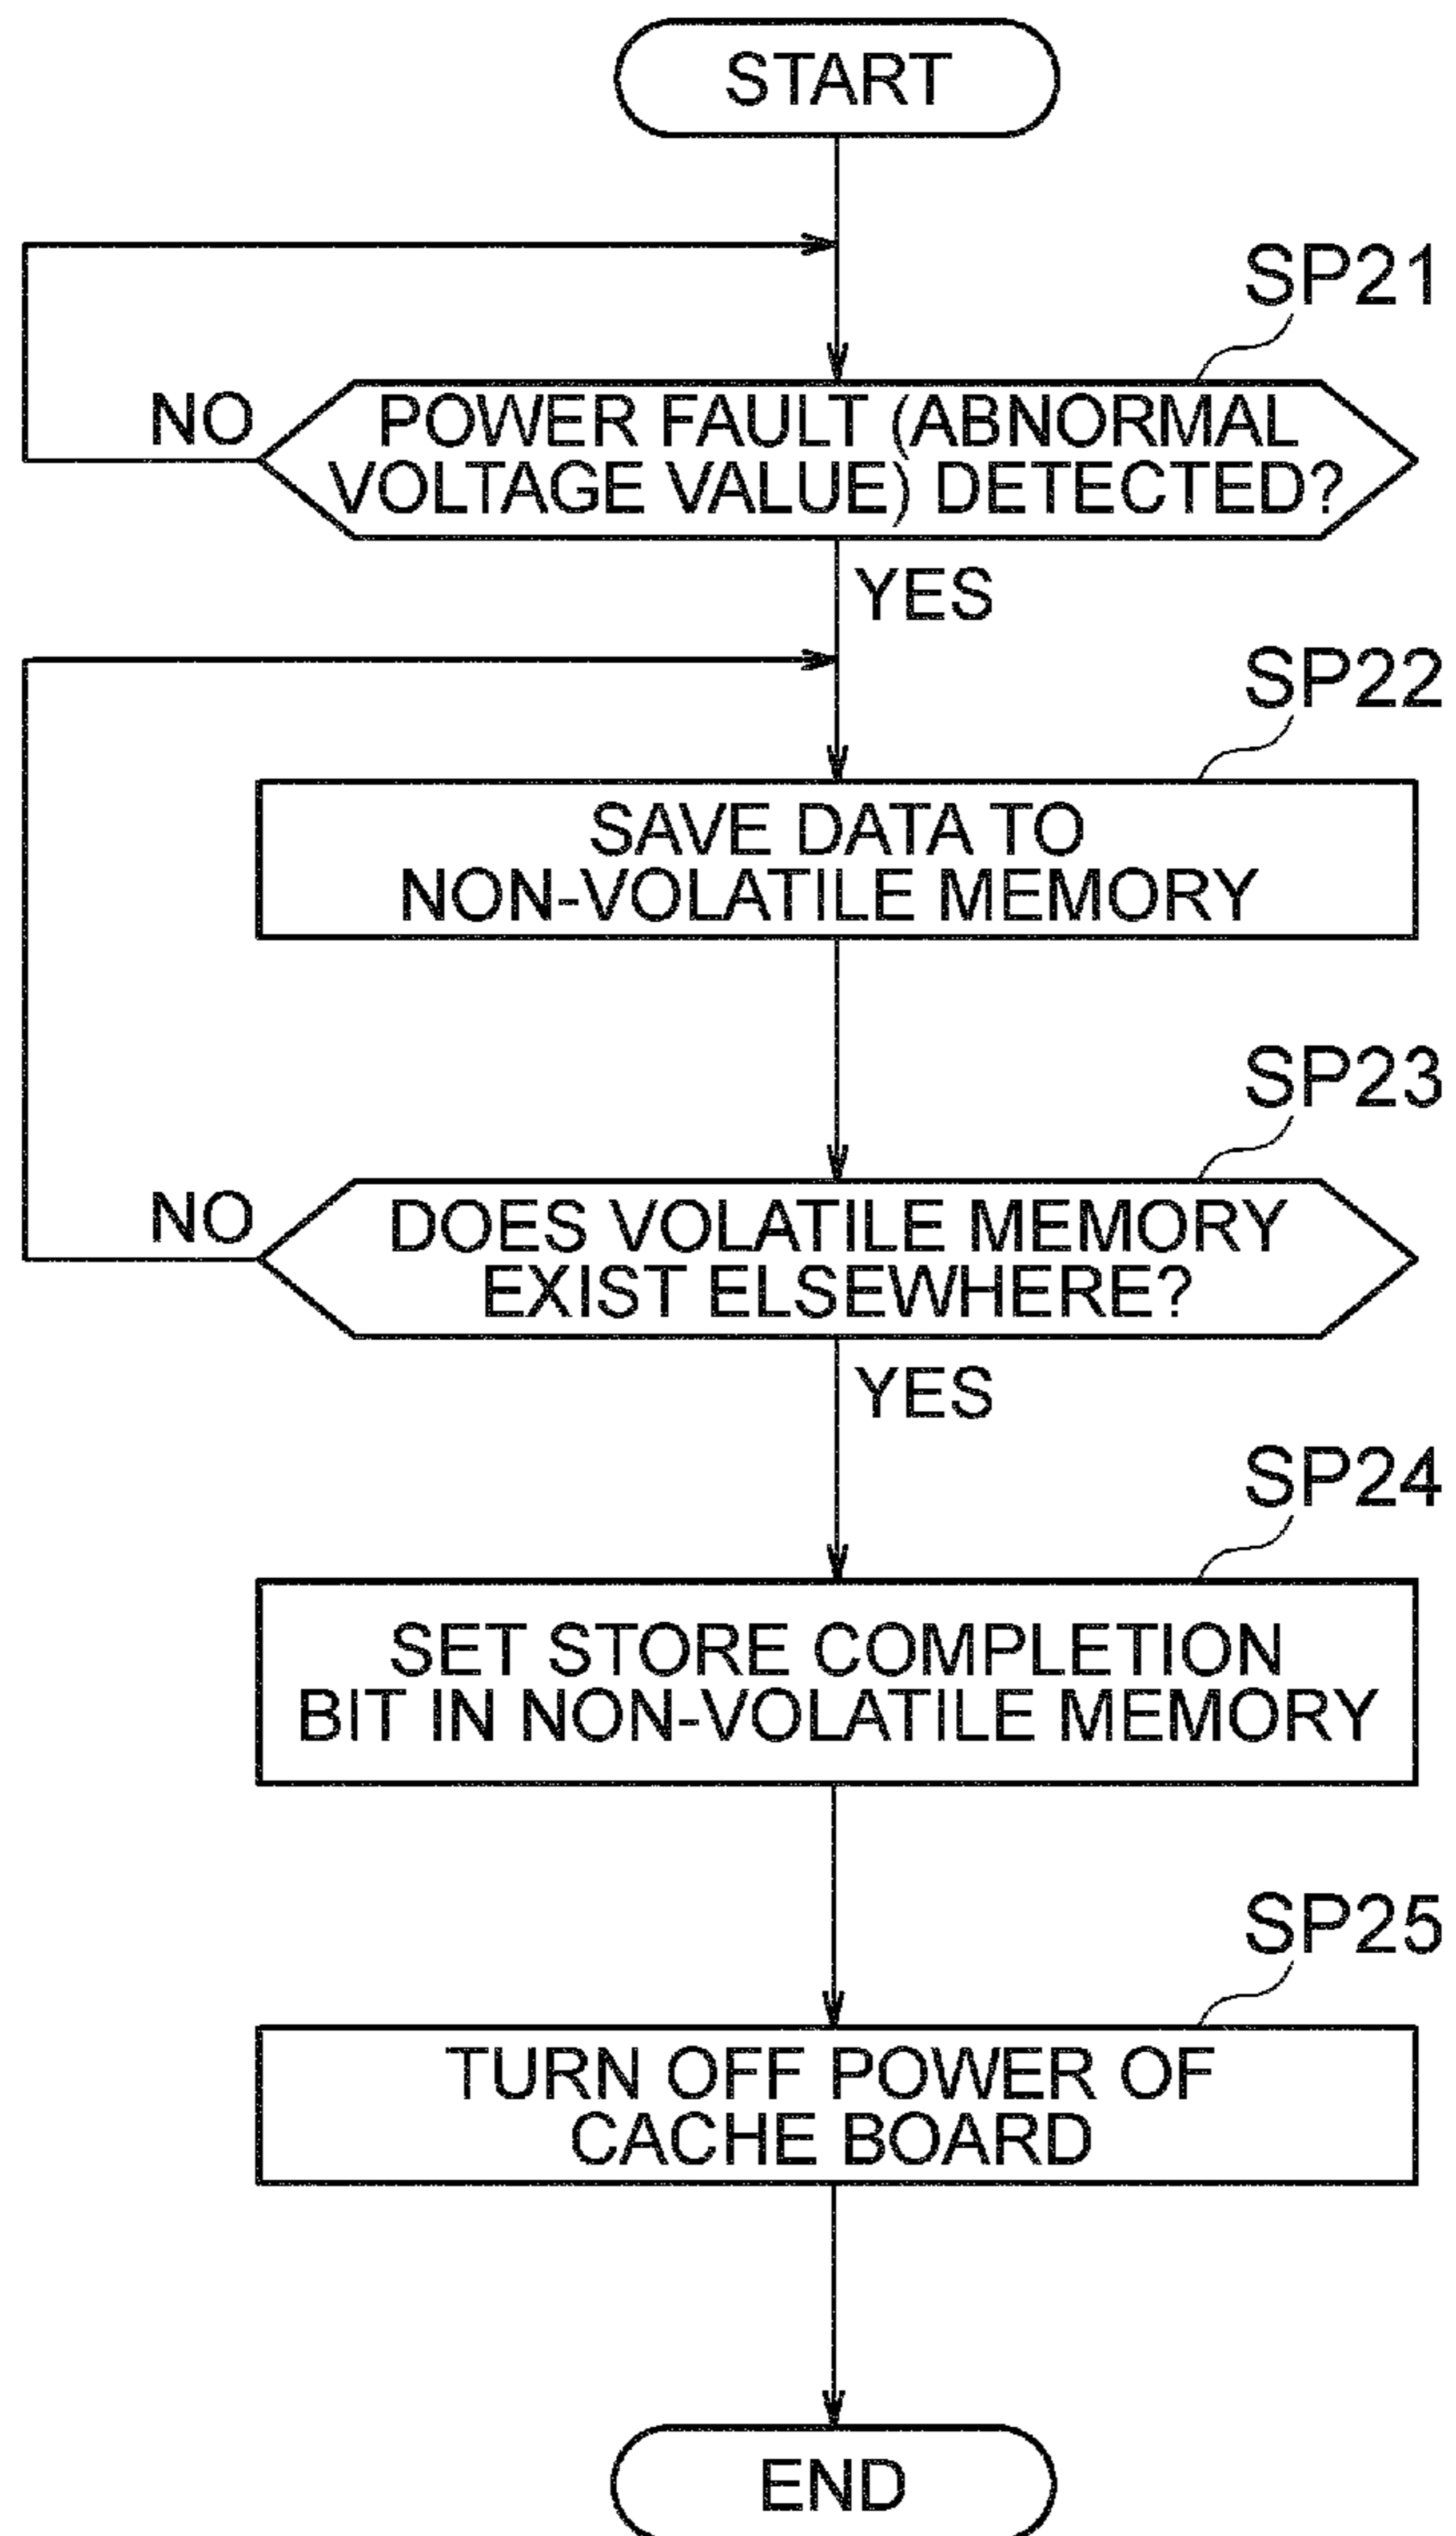 START
SP21
NO
POWER FAULT (ABNORMAL
VOLTAGE VALUE) DETECTED?
YES
SP22
SAVE DATA TO
NON-VOLATILE MEMORY
SP23
NO
DOES VOLATILE MEMORY
EXIST ELSEWHERE?
YES
SP24
SET STORE COMPLETION
BIT IN NON-VOLATILE MEMORY
SP25
TURN OFF POWER OF
CACHE BOARD
END